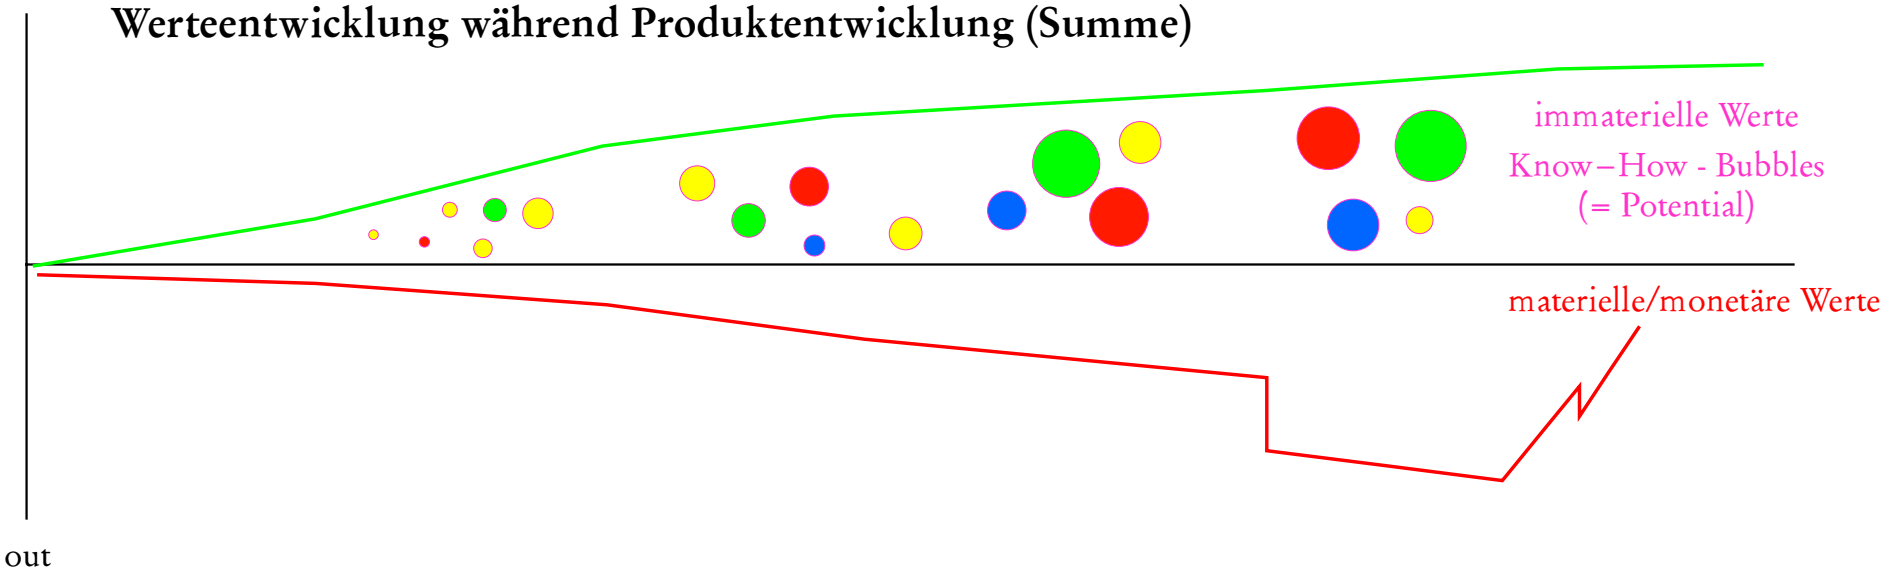 Werteentwicklung während Produktentwicklung (Summe)
immaterielle Werte
Know–How - Bubbles
(= Potential)
materielle/monetäre Werte
out